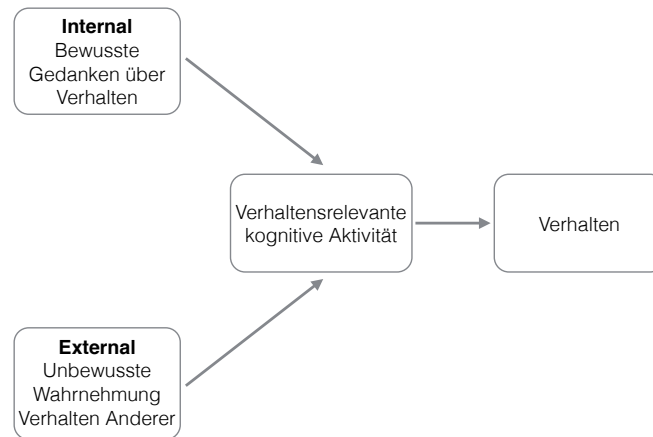 Internal
Bewusste
Gedanken über
Verhalten
Verhaltensrelevante
kognitive Aktivität
Verhalten
External
Unbewusste
Wahrnehmung
Verhalten Anderer